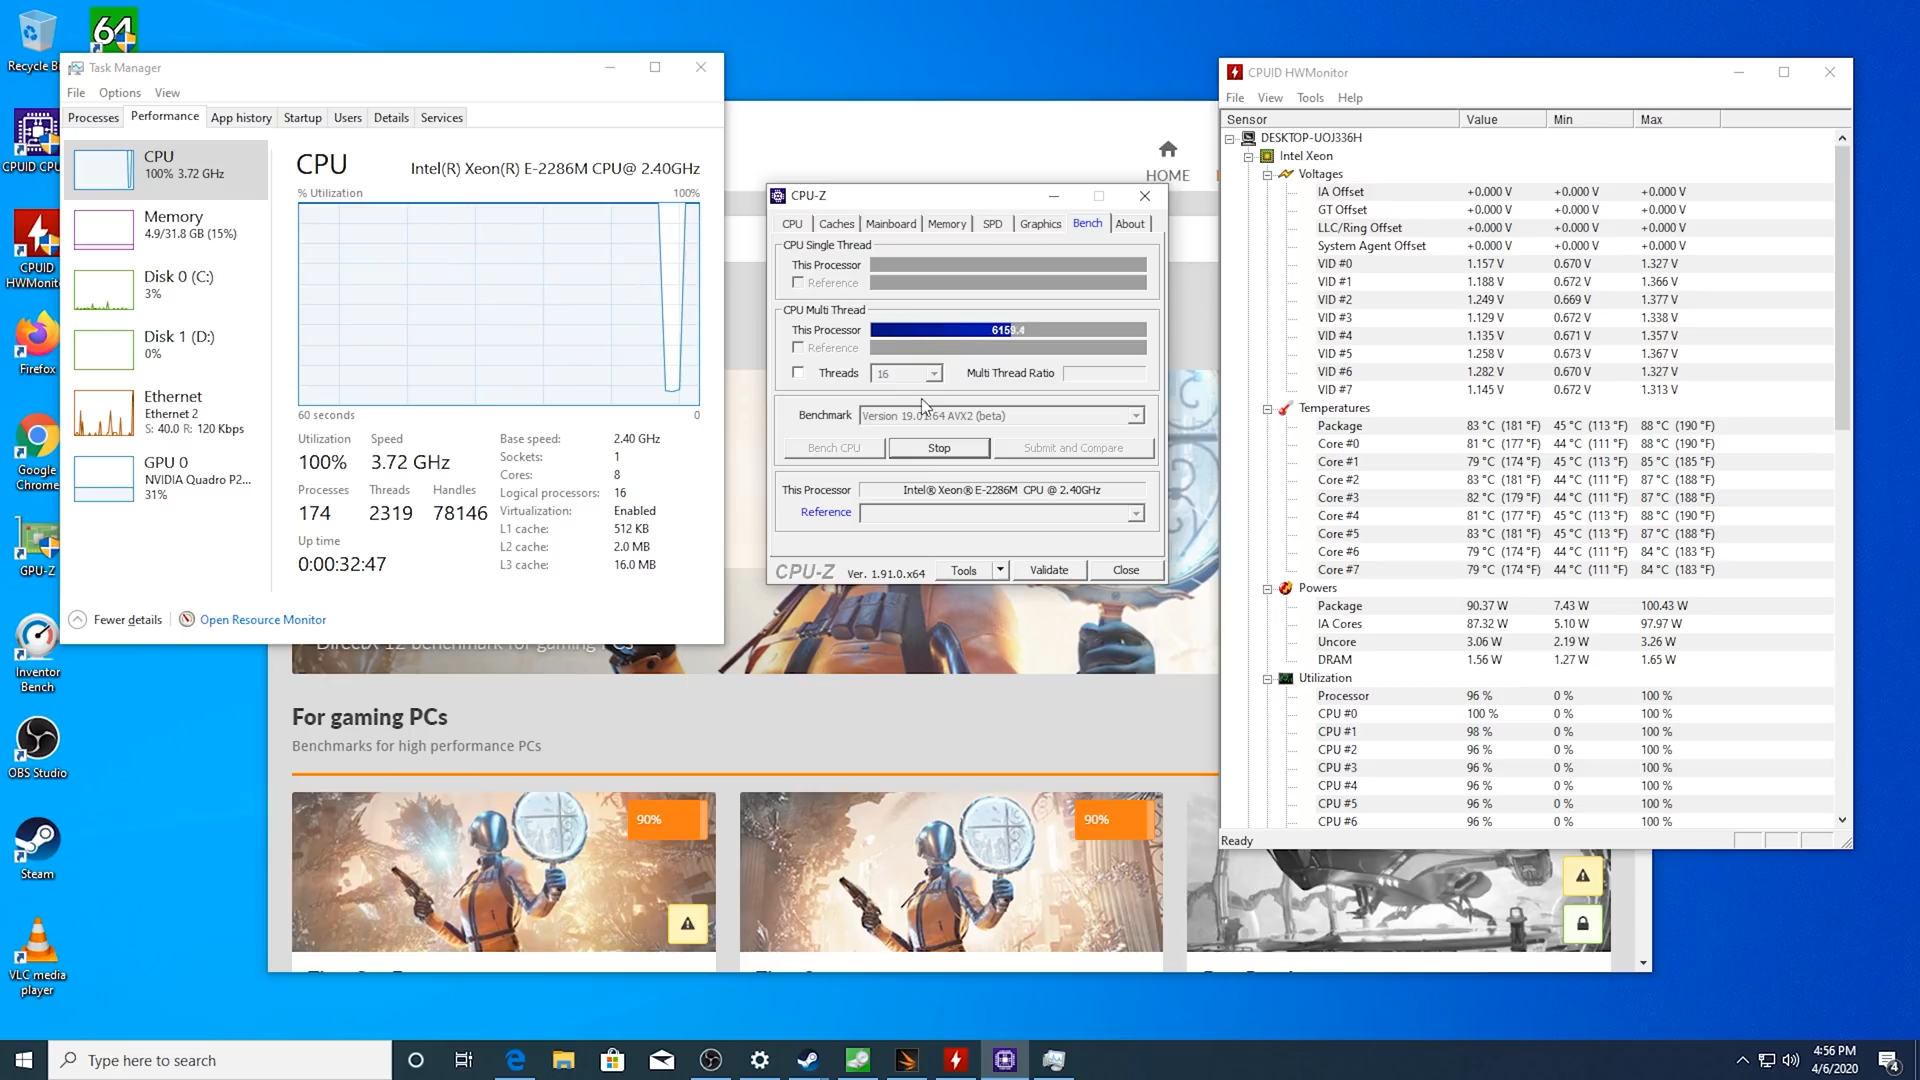 Recycle Bi
64
CPUID CPU
CPUID
HWMonito
Firefox
Google
Chrome
GPU-Z
Inventor
Bench
OBS Studio
Steam
VLC media
player
Task Manager
File Options View
Processes Performance App history Startup Users Details Services
CPU
100% 3.72 GHz
Memory
4.9/31.8 GB (15%)
Disk 0 (C:)
3%
Disk 1 (D:)
0%
Ethernet
Ethernet 2
S: 40.0 R: 120 Kbps
GPU 0
NVIDIA Quadro P2...
31%
CPU Intel(R) Xeon(R) E-2286M CPU@ 2.40GHz
% Utilization 100%
60 seconds 0
Utilization Speed
100% 3.72 GHz
Processes Threads Handles
174 2319 78146
Up time
0:00:32:47
Base speed: 2.40 GHz
Sockets: 1
Cores: 8
Logical processors: 16
Virtualization: Enabled
L1 cache: 512 KB
L2 cache: 2.0 MB
L3 cache: 16.0 MB
Fewer details Open Resource Monitor
HOME
CPU-Z
CPU Caches Mainboard Memory SPD Graphics Bench About
CPU Single Thread
This Processor
Reference
CPU Multi Thread
This Processor 6159.4
Reference
Threads 16 Multi Thread Ratio
Benchmark Version 19.01.64 AVX2 (beta)
Bench CPU Stop Submit and Compare
This Processor Intel® Xeon® E-2286M CPU @ 2.40GHz
Reference
CPU-Z Ver. 1.91.0.x64 Tools Validate Close
DirectX 12 benchmark for gaming PCs
For gaming PCs
Benchmarks for high performance PCs
90%
90%
CPUID HWMonitor
File View Tools Help
Sensor Value Min Max
DESKTOP-UOJ336H
Intel Xeon
Voltages
IA Offset +0.000 V +0.000 V +0.000 V
GT Offset +0.000 V +0.000 V +0.000 V
LLC/Ring Offset +0.000 V +0.000 V +0.000 V
System Agent Offset +0.000 V +0.000 V +0.000 V
VID #0 1.157 V 0.670 V 1.327 V
VID #1 1.188 V 0.672 V 1.366 V
VID #2 1.249 V 0.669 V 1.377 V
VID #3 1.129 V 0.672 V 1.338 V
VID #4 1.135 V 0.671 V 1.357 V
VID #5 1.258 V 0.673 V 1.367 V
VID #6 1.282 V 0.670 V 1.327 V
VID #7 1.145 V 0.672 V 1.313 V
Temperatures
Package 83 °C (181 °F) 45 °C (113 °F) 88 °C (190 °F)
Core #0 81 °C (177 °F) 44 °C (111 °F) 88 °C (190 °F)
Core #1 79 °C (174 °F) 45 °C (113 °F) 85 °C (185 °F)
Core #2 83 °C (181 °F) 44 °C (111 °F) 87 °C (188 °F)
Core #3 82 °C (179 °F) 44 °C (111 °F) 87 °C (188 °F)
Core #4 81 °C (177 °F) 45 °C (113 °F) 88 °C (190 °F)
Core #5 83 °C (181 °F) 45 °C (113 °F) 87 °C (188 °F)
Core #6 79 °C (174 °F) 44 °C (111 °F) 84 °C (183 °F)
Core #7 79 °C (174 °F) 44 °C (111 °F) 84 °C (183 °F)
Powers
Package 90.37 W 7.43 W 100.43 W
IA Cores 87.32 W 5.10 W 97.97 W
Uncore 3.06 W 2.19 W 3.26 W
DRAM 1.56 W 1.27 W 1.65 W
Utilization
Processor 96 % 0 % 100 %
CPU #0 100 % 0 % 100 %
CPU #1 98 % 0 % 100 %
CPU #2 96 % 0 % 100 %
CPU #3 96 % 0 % 100 %
CPU #4 96 % 0 % 100 %
CPU #5 96 % 0 % 100 %
CPU #6 96 % 0 % 100 %
Ready
Type here to search
4:56 PM
4/6/2020
4